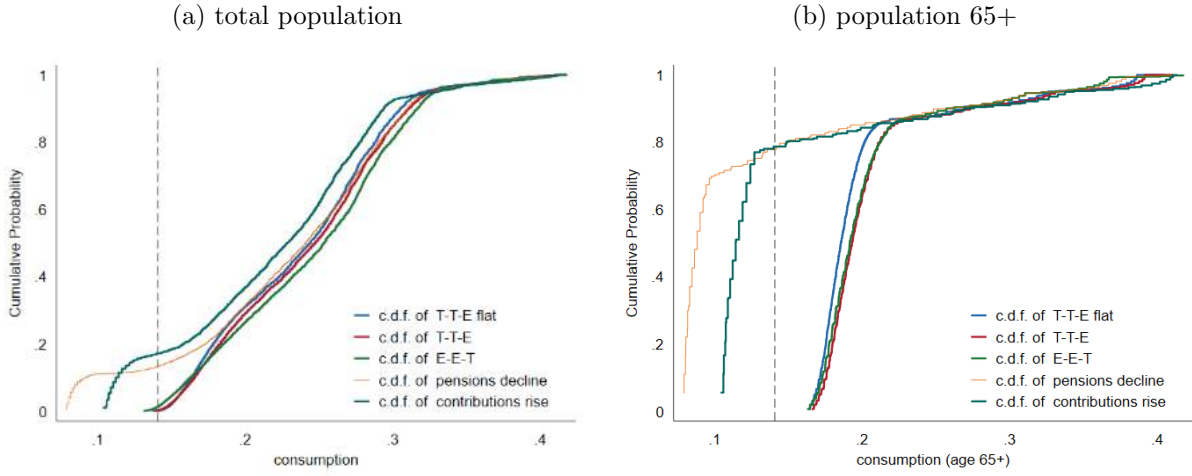 (a) total population
(b) population 65+
Cumulative Probability
1
.8
.6
.4
.2
0
c.d.f. of T-T-E flat
c.d.f. of T-T-E
c.d.f. of E-E-T
c.d.f. of pensions decline
c.d.f. of contributions rise
.1
.2
.3
.4
consumption
Cumulative Probability
1
.8
.6
.4
.2
0
c.d.f. of T-T-E flat
c.d.f. of T-T-E
c.d.f. of E-E-T
c.d.f. of pensions decline
c.d.f. of contributions rise
.1
.2
.3
.4
consumption (age 65+)